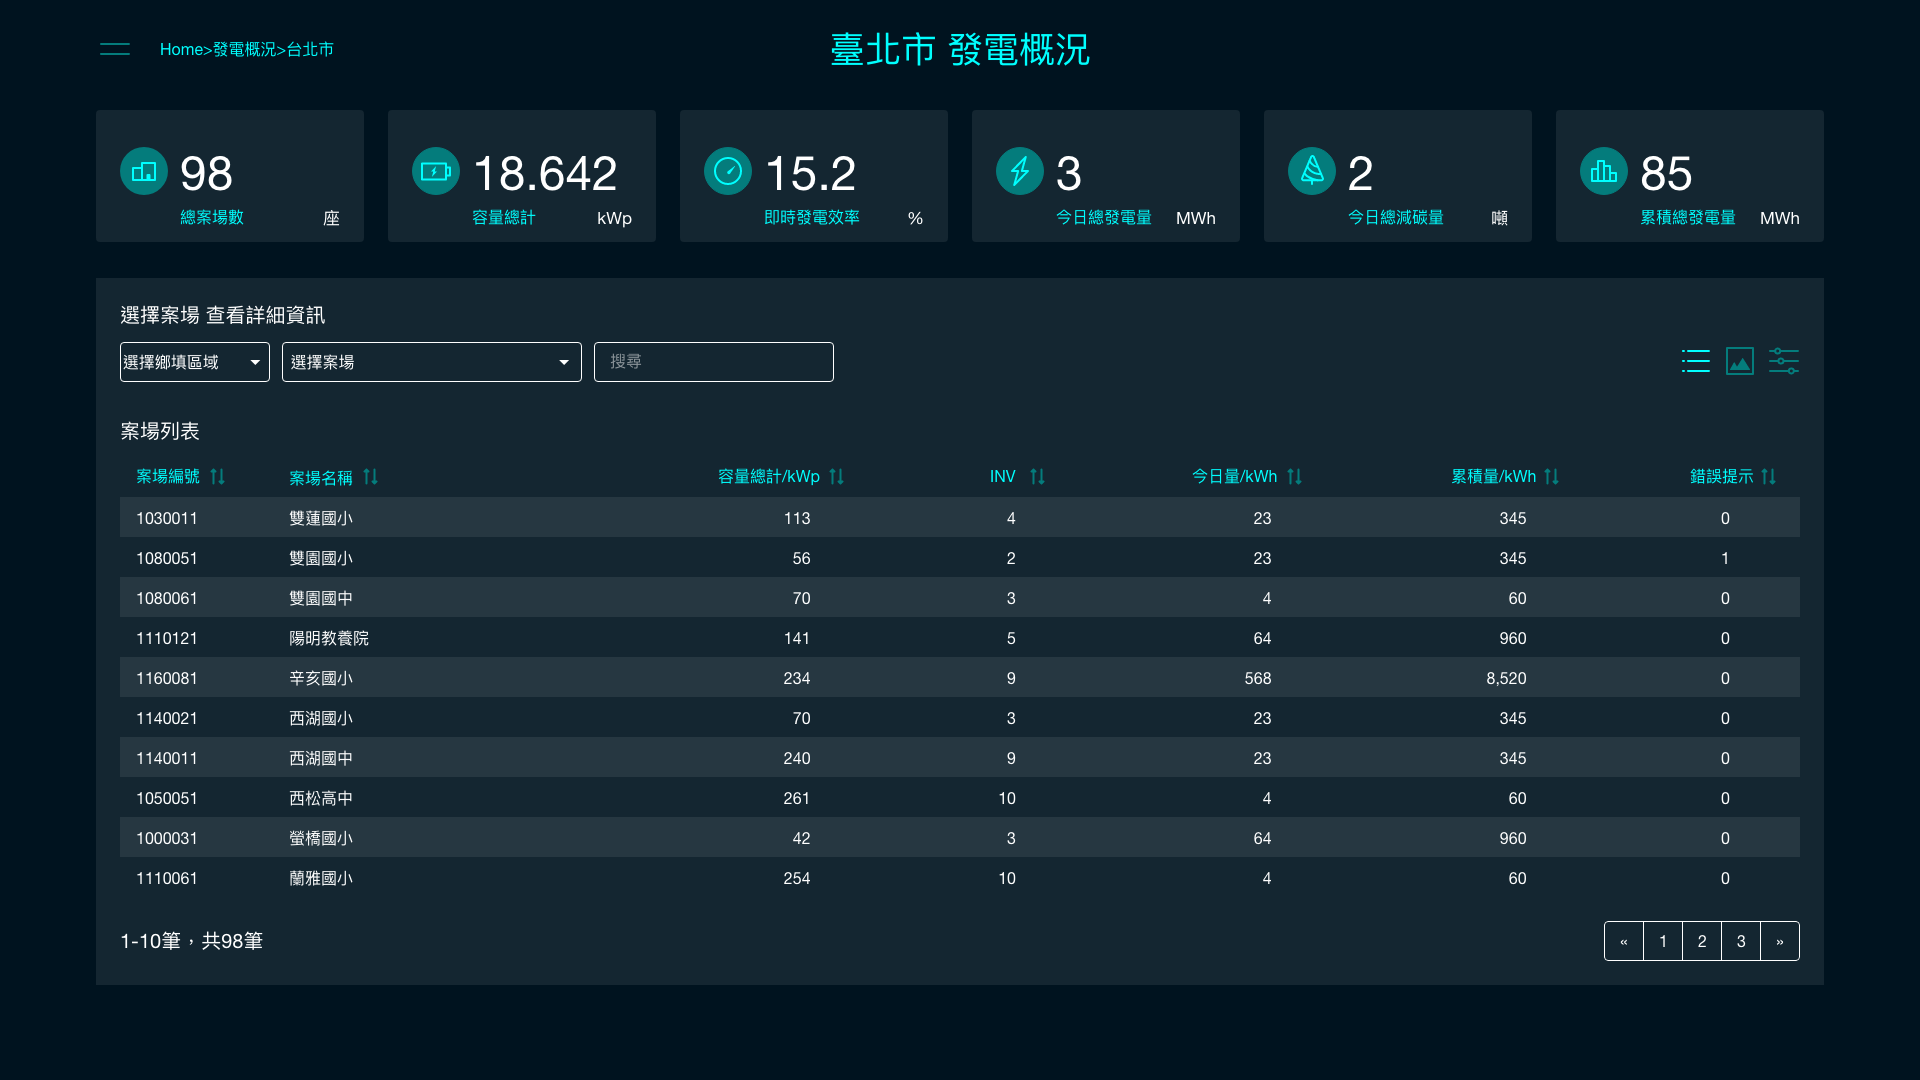 Home>發電概況>台北市
臺北市 發電概況
98
總案場數 座
18.642
容量總計 kWp
15.2
即時發電效率 %
3
今日總發電量 MWh
2
今日總減碳量 噸
85
累積總發電量 MWh
選擇案場 查看詳細資訊
選擇鄉填區域 選擇案場 搜尋
案場列表
案場編號 案場名稱 容量總計/kWp INV 今日量/kWh 累積量/kWh 錯誤提示
1030011 雙蓮國小 113 4 23 345 0
1080051 雙園國小 56 2 23 345 1
1080061 雙園國中 70 3 4 60 0
1110121 陽明教養院 141 5 64 960 0
1160081 辛亥國小 234 9 568 8,520 0
1140021 西湖國小 70 3 23 345 0
1140011 西湖國中 240 9 23 345 0
1050051 西松高中 261 10 4 60 0
1000031 螢橋國小 42 3 64 960 0
1110061 蘭雅國小 254 10 4 60 0
1-10筆，共98筆
« 1 2 3 »